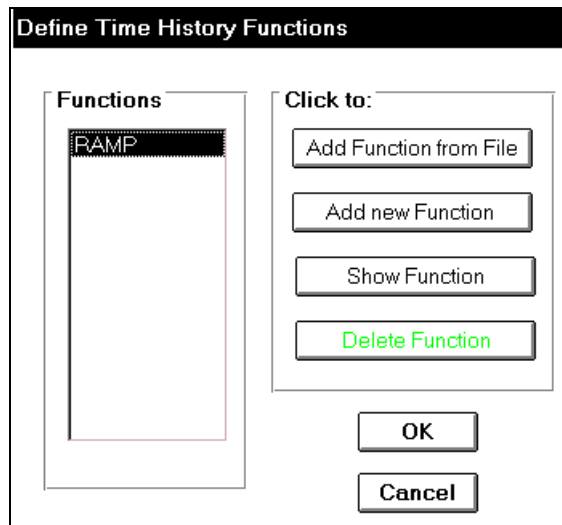 Define Time History Functions
Functions
RAMP
Click to:
Add Function from File
Add new Function
Show Function
Delete Function
OK
Cancel